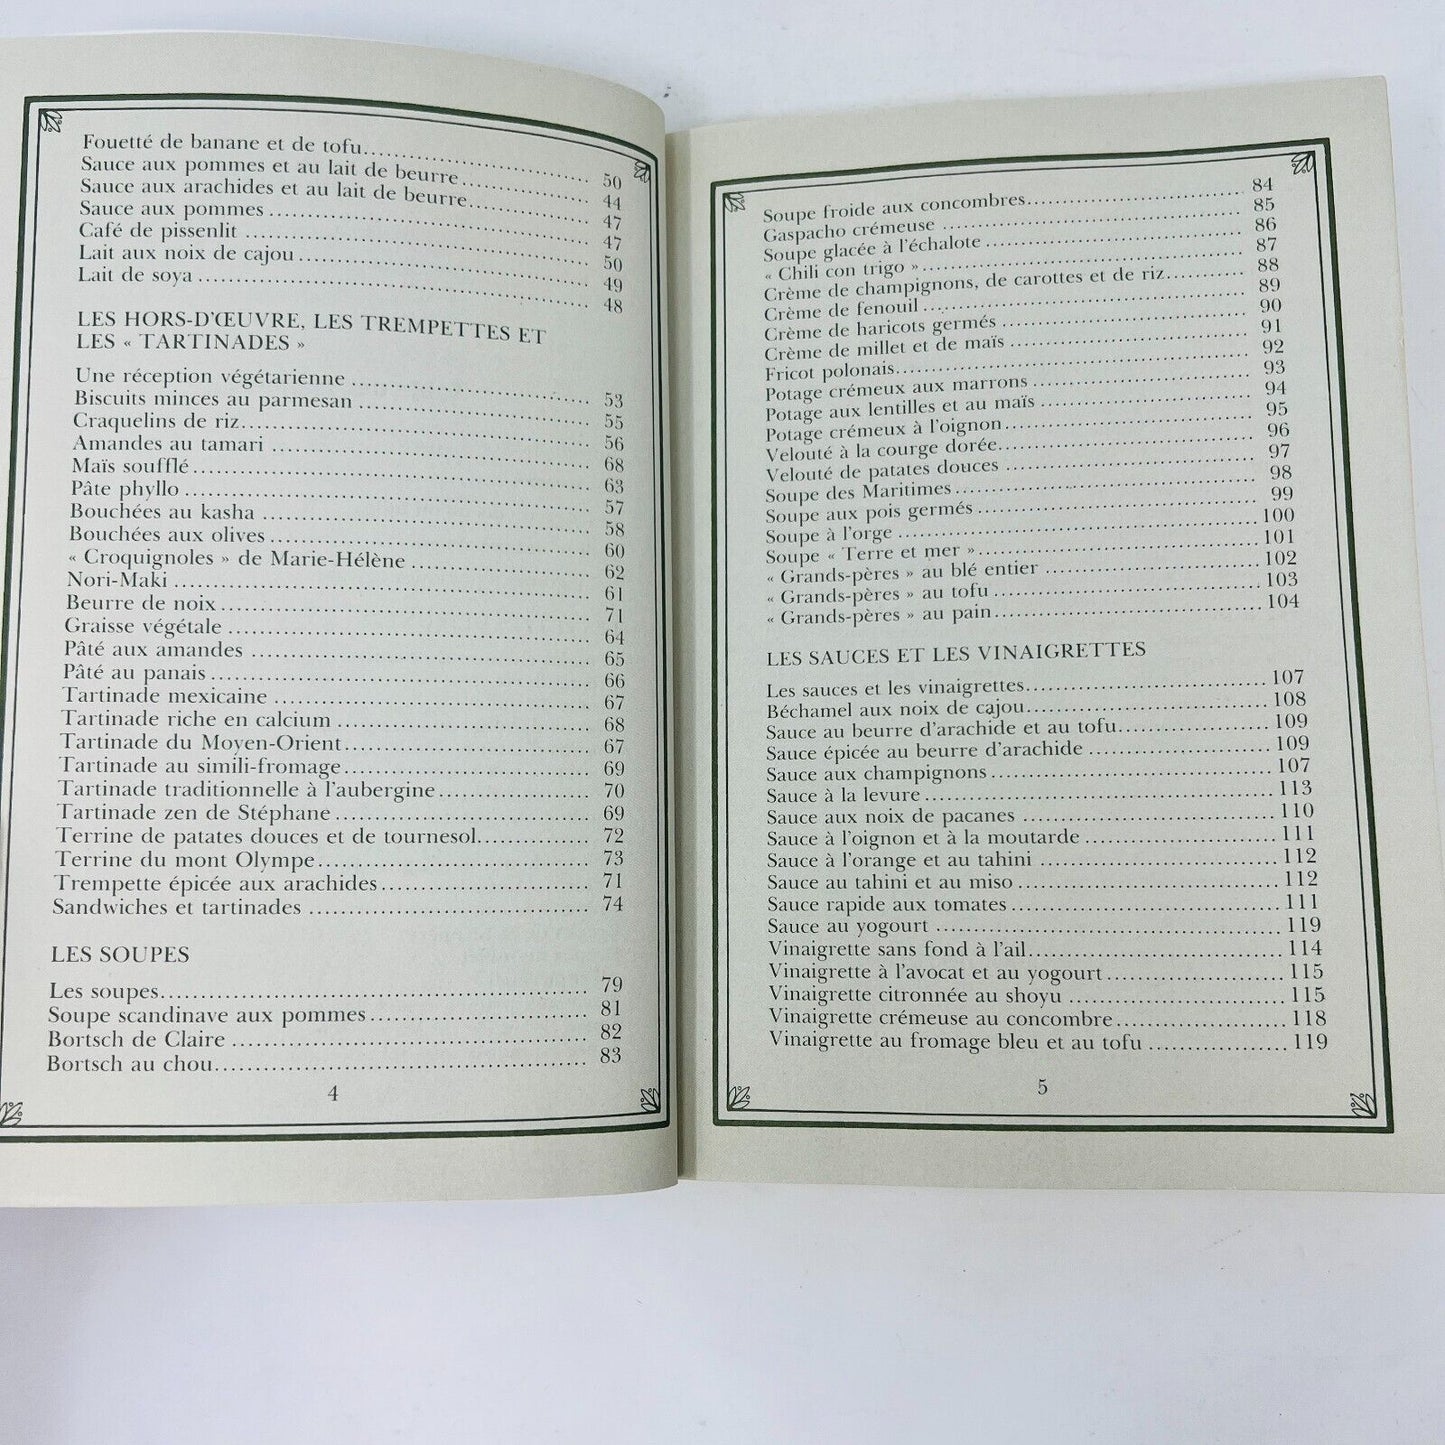 Fouetté de banane et de tofu.......... 50
Sauce aux pommes et au lait de beurre.......... 44
Sauce aux arachides et au lait de beurre.......... 47
Sauce aux pommes.......... 47
Café de pissenlit.......... 50
Lait aux noix de cajou.......... 49
Lait de soya.......... 48
LES HORS-D'ŒUVRE, LES TREMPETTES ET
LES « TARTINADES »
Une réception végétarienne.......... 53
Biscuits minces au parmesan.......... 55
Craquelins de riz.......... 56
Amandes au tamari.......... 68
Maïs soufflé.......... 63
Pâte phyllo.......... 57
Bouchées au kasha.......... 58
Bouchées aux olives.......... 60
« Croquignoles » de Marie-Hélène.......... 62
Nori-Maki.......... 61
Beurre de noix.......... 71
Graisse végétale.......... 64
Pâté aux amandes.......... 65
Pâté au panais.......... 66
Tartinade mexicaine.......... 67
Tartinade riche en calcium.......... 68
Tartinade du Moyen-Orient.......... 67
Tartinade au simili-fromage.......... 69
Tartinade traditionnelle à l'aubergine.......... 70
Tartinade zen de Stéphane.......... 69
Terrine de patates douces et de tournesol.......... 72
Terrine du mont Olympe.......... 73
Trempette épicée aux arachides.......... 71
Sandwiches et tartinades.......... 74
LES SOUPES
Les soupes.......... 79
Soupe scandinave aux pommes.......... 81
Bortsch de Claire.......... 82
Bortsch au chou.......... 83
4
Soupe froide aux concombres.......... 84
Gaspacho crémeuse.......... 85
Soupe glacée à l'échalote.......... 86
« Chili con trigo ».......... 87
Crème de champignons, de carottes et de riz.......... 88
Crème de fenouil.......... 89
Crème de haricots germés.......... 90
Crème de millet et de maïs.......... 91
Fricot polonais.......... 92
Potage crémeux aux marrons.......... 93
Potage aux lentilles et au maïs.......... 94
Potage crémeux à l'oignon.......... 95
Velouté à la courge dorée.......... 96
Velouté de patates douces.......... 97
Soupe des Maritimes.......... 98
Soupe aux pois germés.......... 99
Soupe à l'orge.......... 100
Soupe « Terre et mer ».......... 101
« Grands-pères » au blé entier.......... 102
« Grands-pères » au tofu.......... 103
« Grands-pères » au pain.......... 104
LES SAUCES ET LES VINAIGRETTES
Les sauces et les vinaigrettes.......... 107
Béchamel aux noix de cajou.......... 108
Sauce au beurre d'arachide et au tofu.......... 109
Sauce épicée au beurre d'arachide.......... 109
Sauce aux champignons.......... 107
Sauce à la levure.......... 113
Sauce aux noix de pacanes.......... 110
Sauce à l'oignon et à la moutarde.......... 111
Sauce à l'orange et au tahini.......... 112
Sauce au tahini et au miso.......... 112
Sauce rapide aux tomates.......... 111
Sauce au yogourt.......... 119
Vinaigrette sans fond à l'ail.......... 114
Vinaigrette à l'avocat et au yogourt.......... 115
Vinaigrette citronnée au shoyu.......... 115
Vinaigrette crémeuse au concombre.......... 118
Vinaigrette au fromage bleu et au tofu.......... 119
5